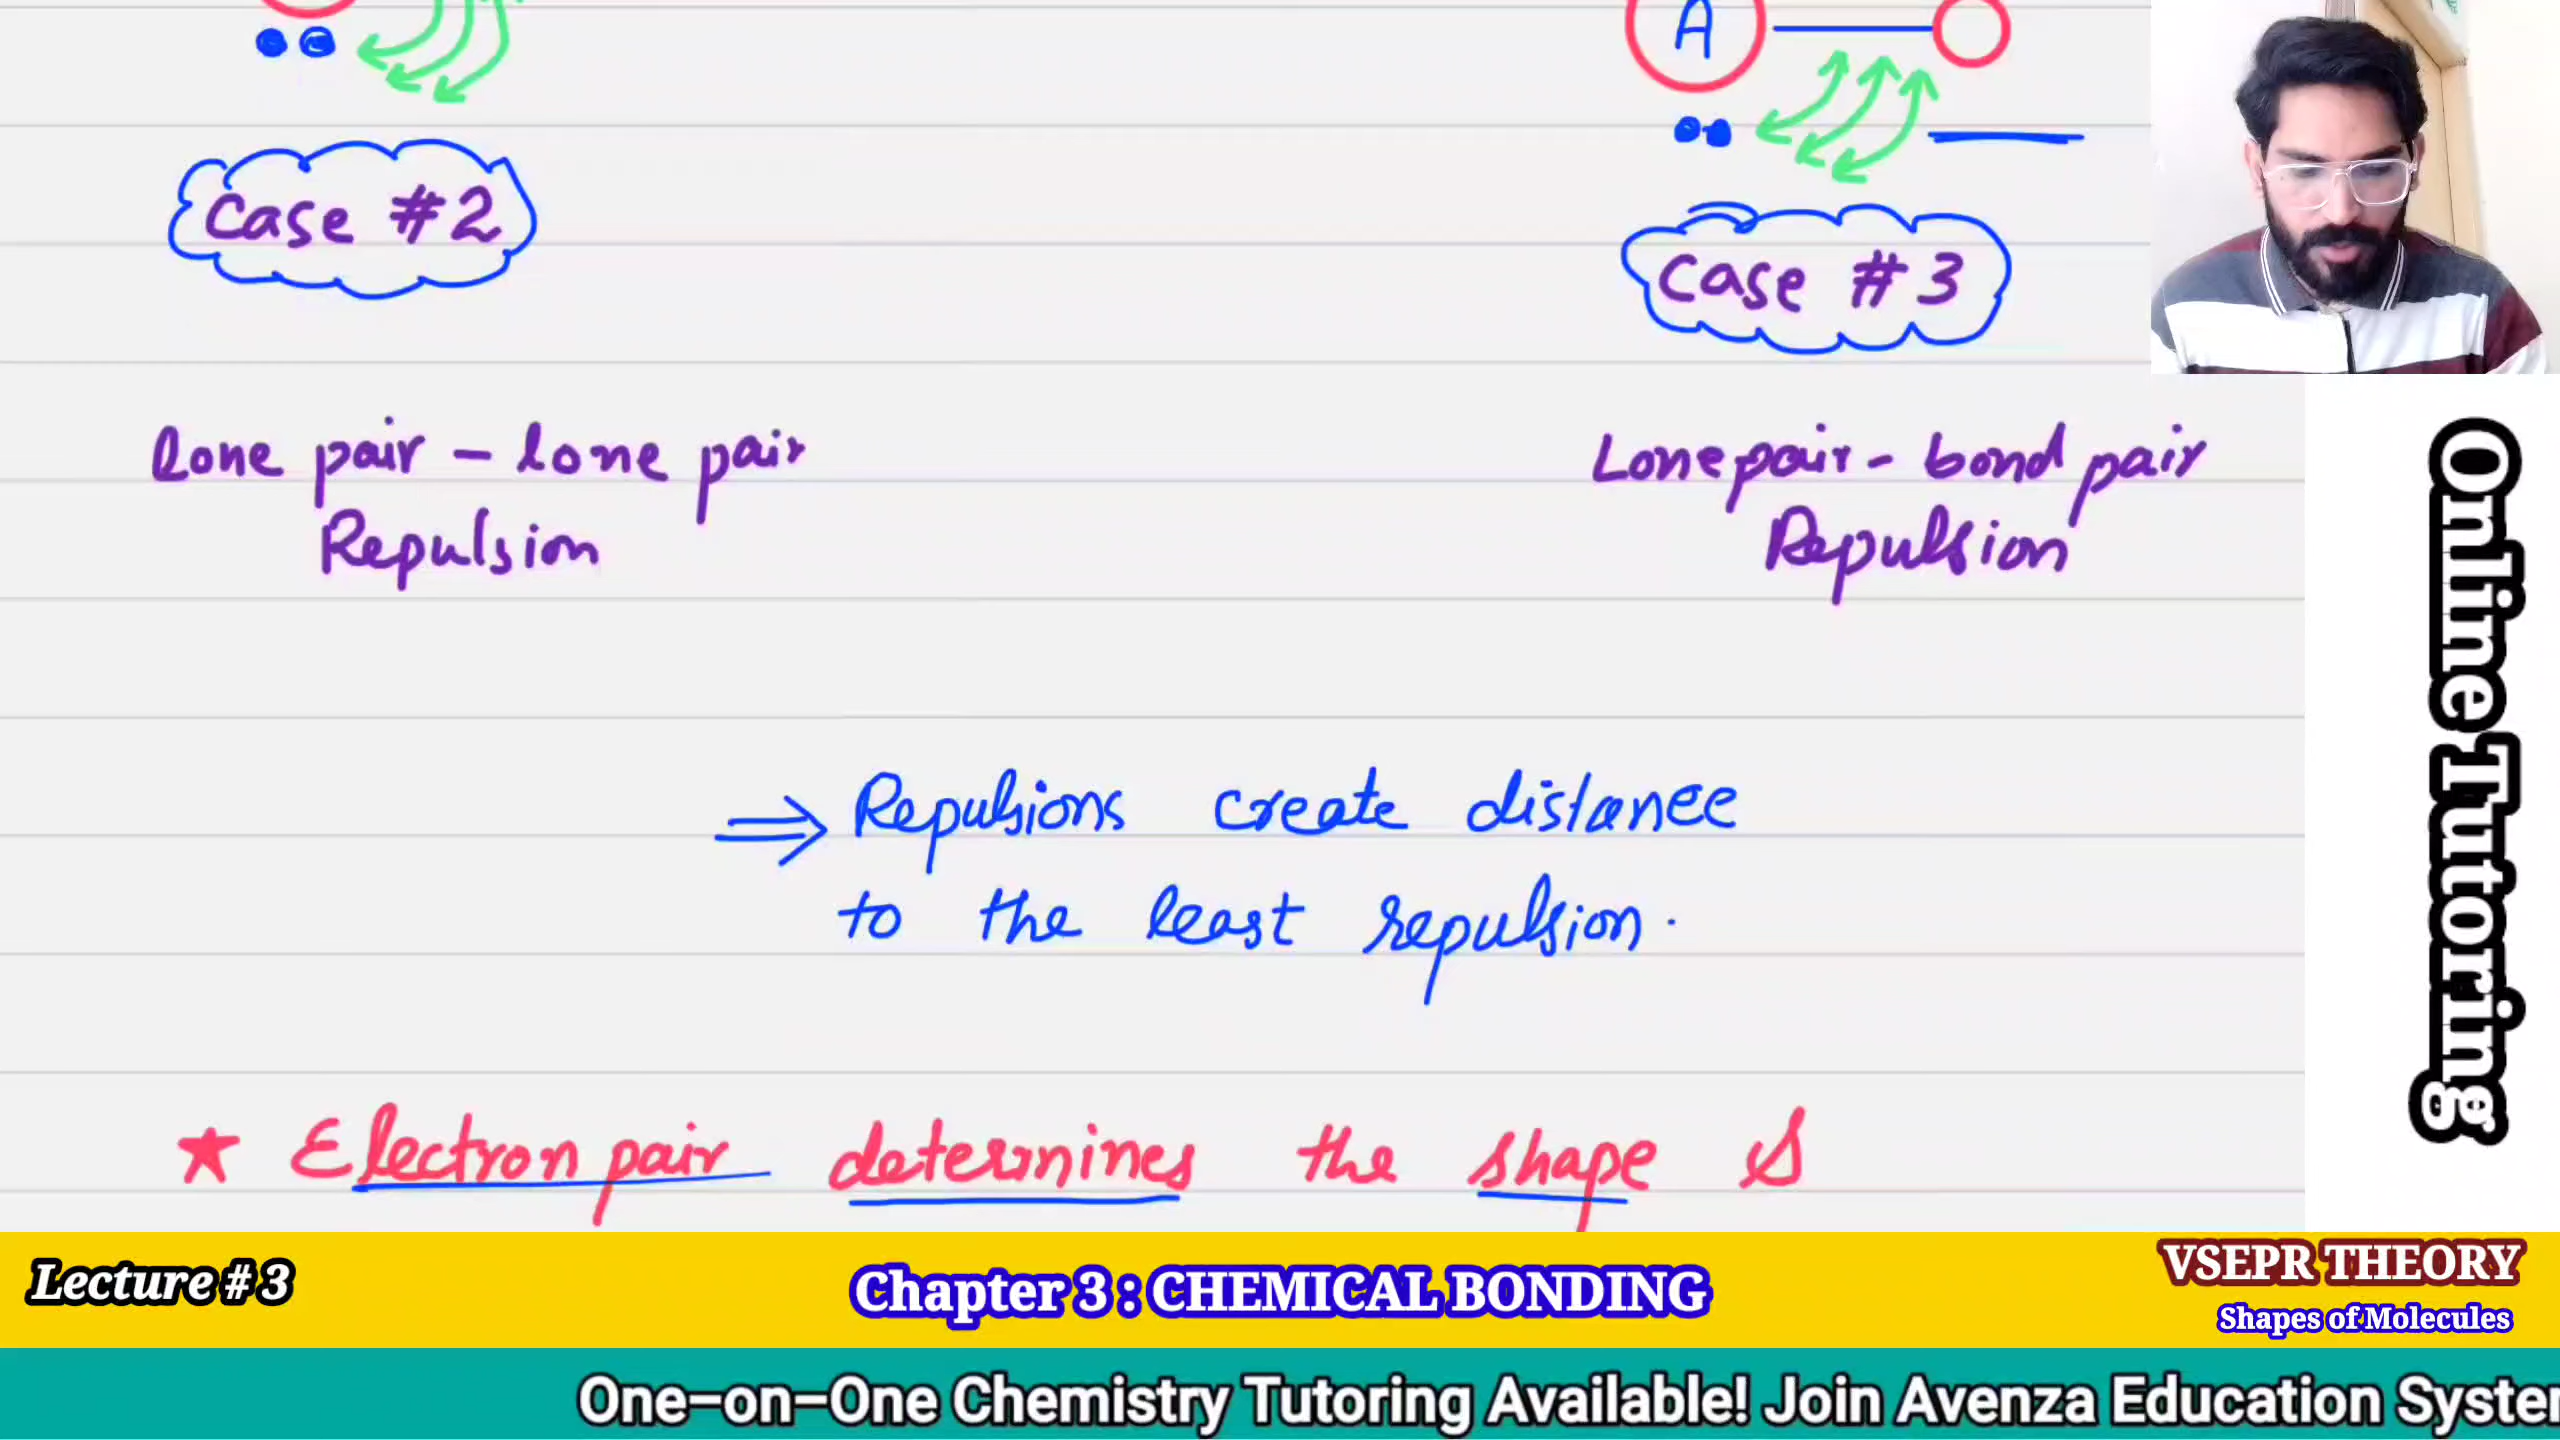 A
Case #2
Case #3
Lone pair - lone pair
Repulsion
Lone pair - bond pair
Repulsion
⇒ Repulsions create distance
to the least repulsion.
★ Electron pair determines the shape &
Online Tutoring
Lecture # 3
Chapter 3 : CHEMICAL BONDING
VSEPR THEORY
Shapes of Molecules
One-on-One Chemistry Tutoring Available! Join Avenza Education System